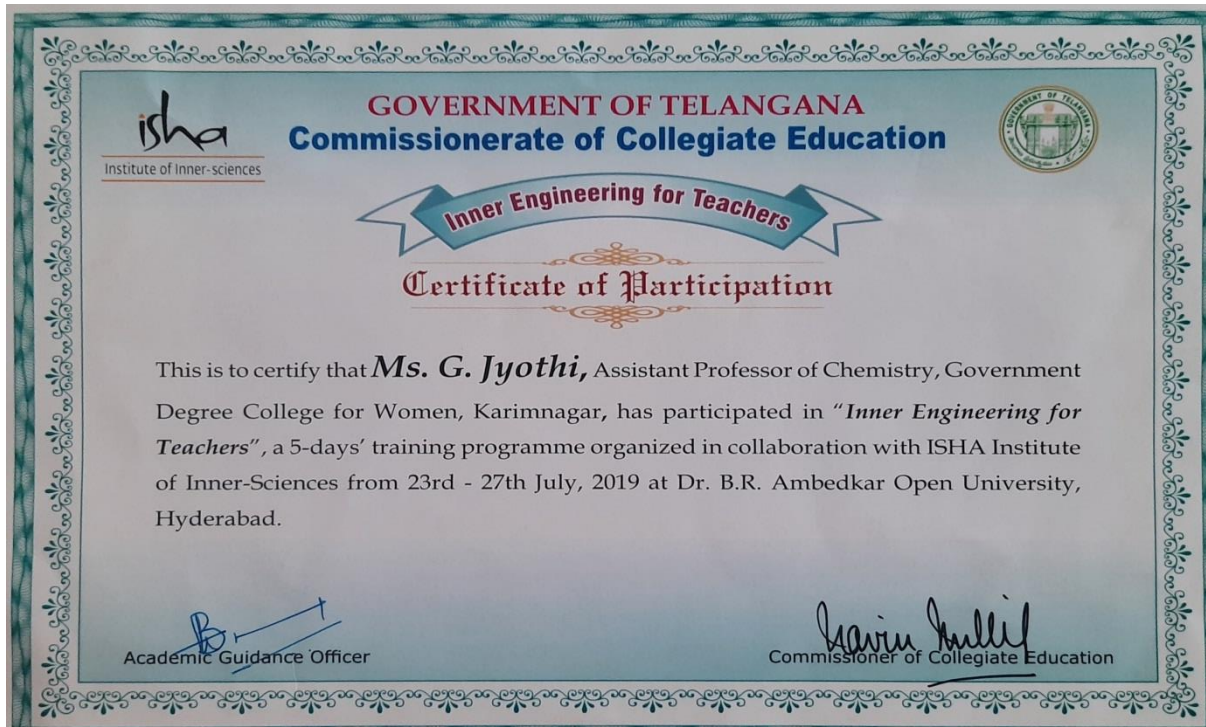 isha
Institute of Inner-sciences
GOVERNMENT OF TELANGANA
Commissionerate of Collegiate Education
GOVERNMENT OF TELANGANA
Inner Engineering for Teachers
Certificate of Participation
This is to certify that Ms. G. Jyothi, Assistant Professor of Chemistry, Government
Degree College for Women, Karimnagar, has participated in "Inner Engineering for
Teachers", a 5-days' training programme organized in collaboration with ISHA Institute
of Inner-Sciences from 23rd - 27th July, 2019 at Dr. B.R. Ambedkar Open University,
Hyderabad.
Academic Guidance Officer
Commissioner of Collegiate Education